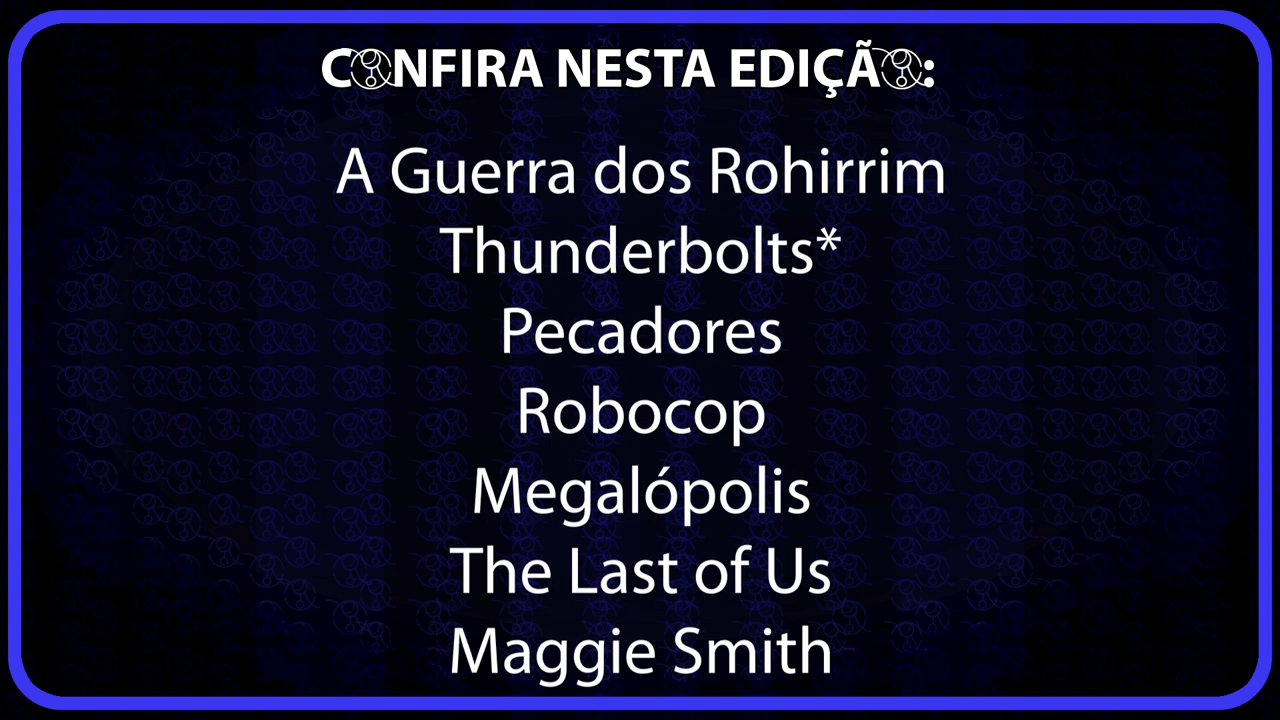 CONFIRA NESTA EDIÇÃO:
A Guerra dos Rohirrim
Thunderbolts*
Pecadores
Robocop
Megalópolis
The Last of Us
Maggie Smith